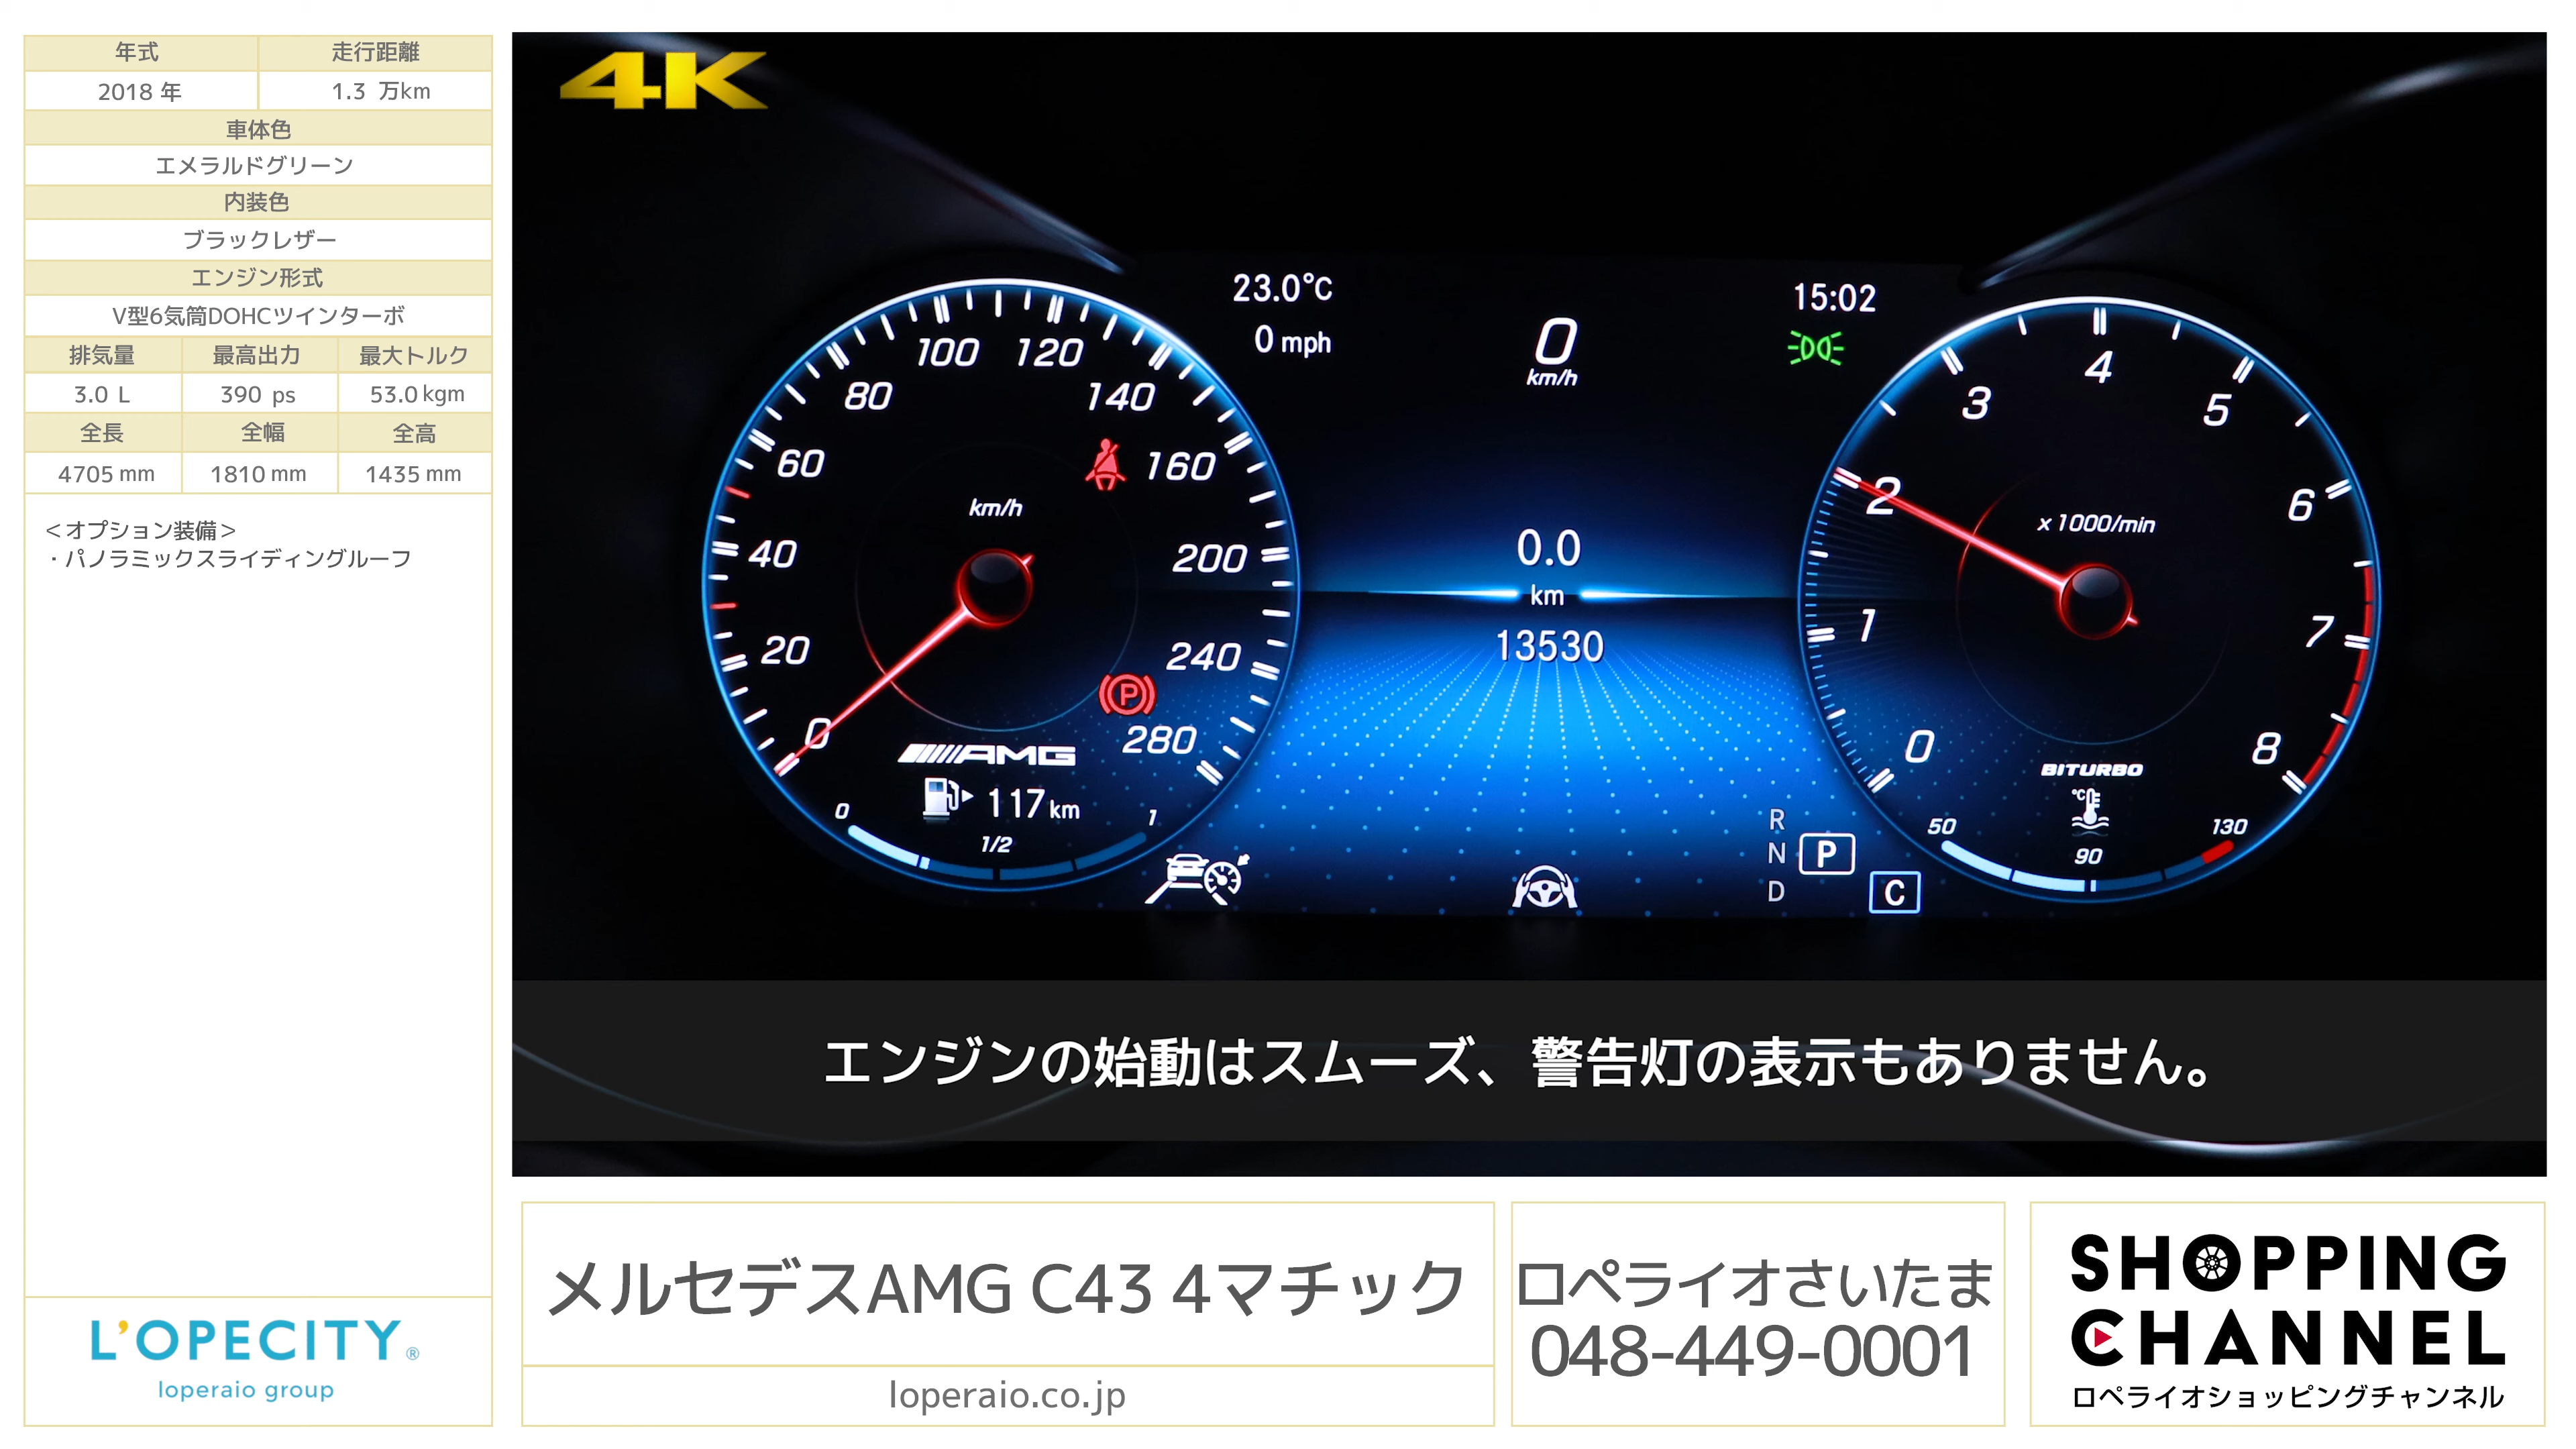 年式 走行距離
2018 年 1.3 万km
車体色
エメラルドグリーン
内装色
ブラックレザー
エンジン形式
V型6気筒DOHCツインターボ
排気量 最高出力 最大トルク
3.0 L 390 ps 53.0 kgm
全長 全幅 全高
4705 mm 1810 mm 1435 mm
＜オプション装備＞
・パノラミックスライディングルーフ
L'OPECITY®
loperaio group
4K
23.0°C
0 mph
0
km/h
15:02
0 20 40 60 80 100 120 140 160 200 240 280
km/h
AMG
117 km
0 1/2 1
0.0
km
13530
P
R
N P
D
C
0 1 2 3 4 5 6 7 8
x 1000/min
BITURBO
°C
50 90 130
エンジンの始動はスムーズ、警告灯の表示もありません。
メルセデスAMG C43 4マチック
loperaio.co.jp
ロペライオさいたま
048-449-0001
SHOPPING
CHANNEL
ロペライオショッピングチャンネル